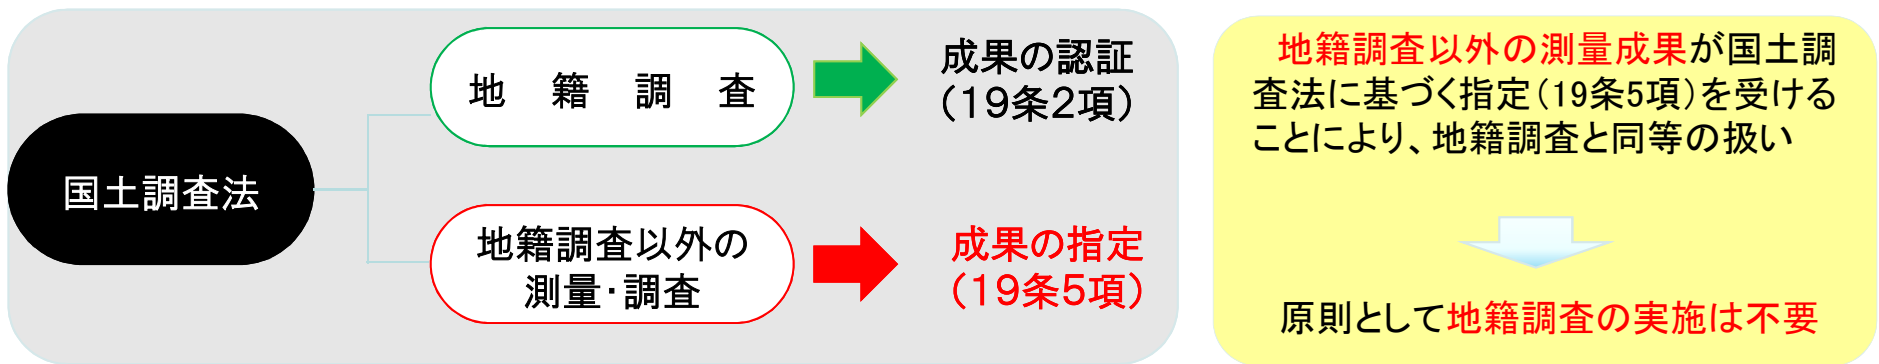 国土調査法
地　籍　調　査
成果の認証
（19条2項）
地籍調査以外の
測量・調査
成果の指定
（19条5項）
地籍調査以外の測量成果が国土調
査法に基づく指定（19条5項）を受ける
ことにより、地籍調査と同等の扱い
原則として地籍調査の実施は不要